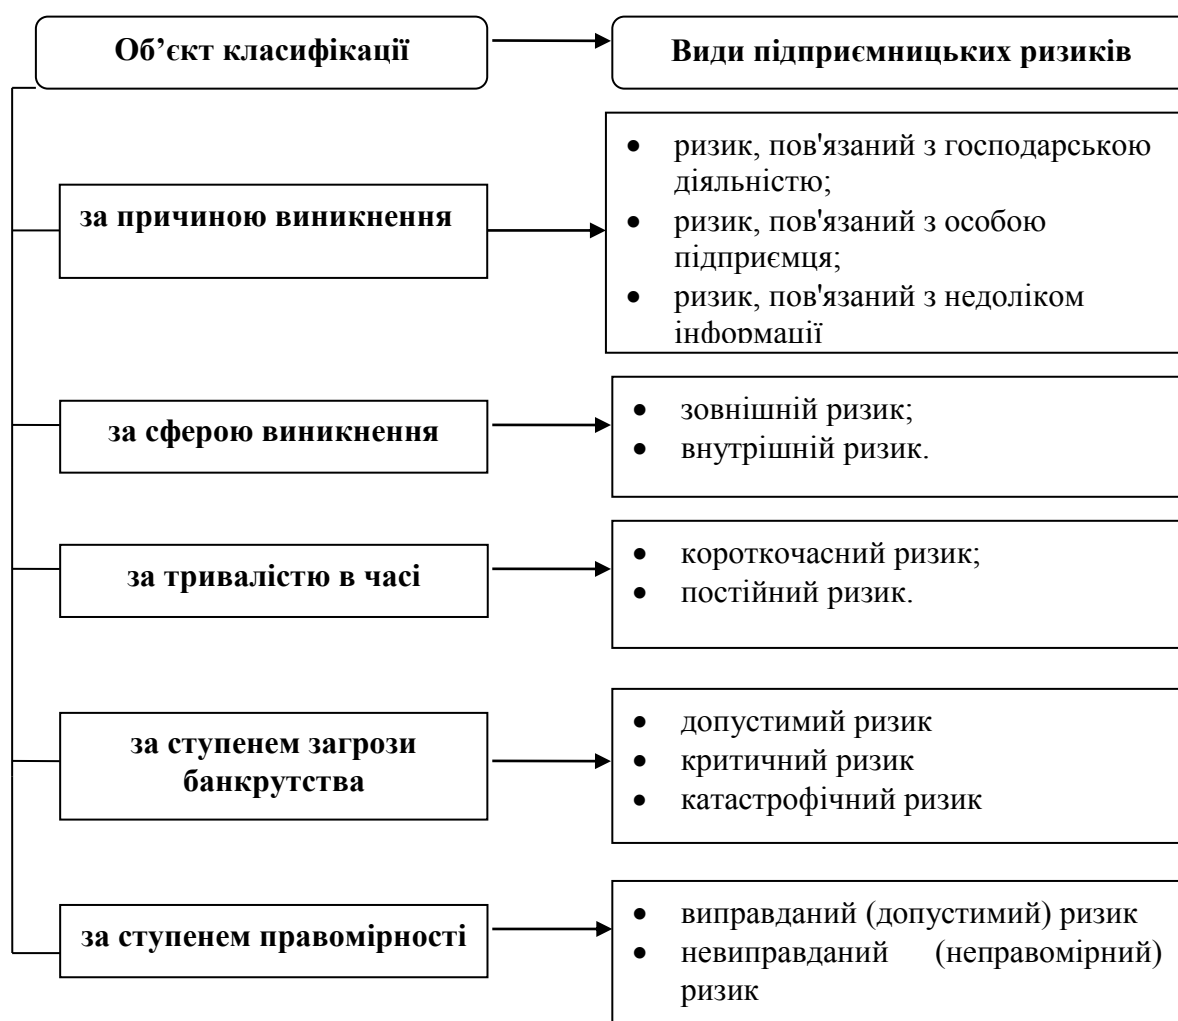 Об’єкт класифікації
Види підприємницьких ризиків
за причиною виникнення
• ризик, пов'язаний з господарською
діяльністю;
• ризик, пов'язаний з особою
підприємця;
• ризик, пов'язаний з недоліком
інформації
за сферою виникнення
• зовнішній ризик;
• внутрішній ризик.
за тривалістю в часі
• короткочасний ризик;
• постійний ризик.
за ступенем загрози
банкрутства
• допустимий ризик
• критичний ризик
• катастрофічний ризик
за ступенем правомірності
• виправданий (допустимий) ризик
• невиправданий (неправомірний)
ризик